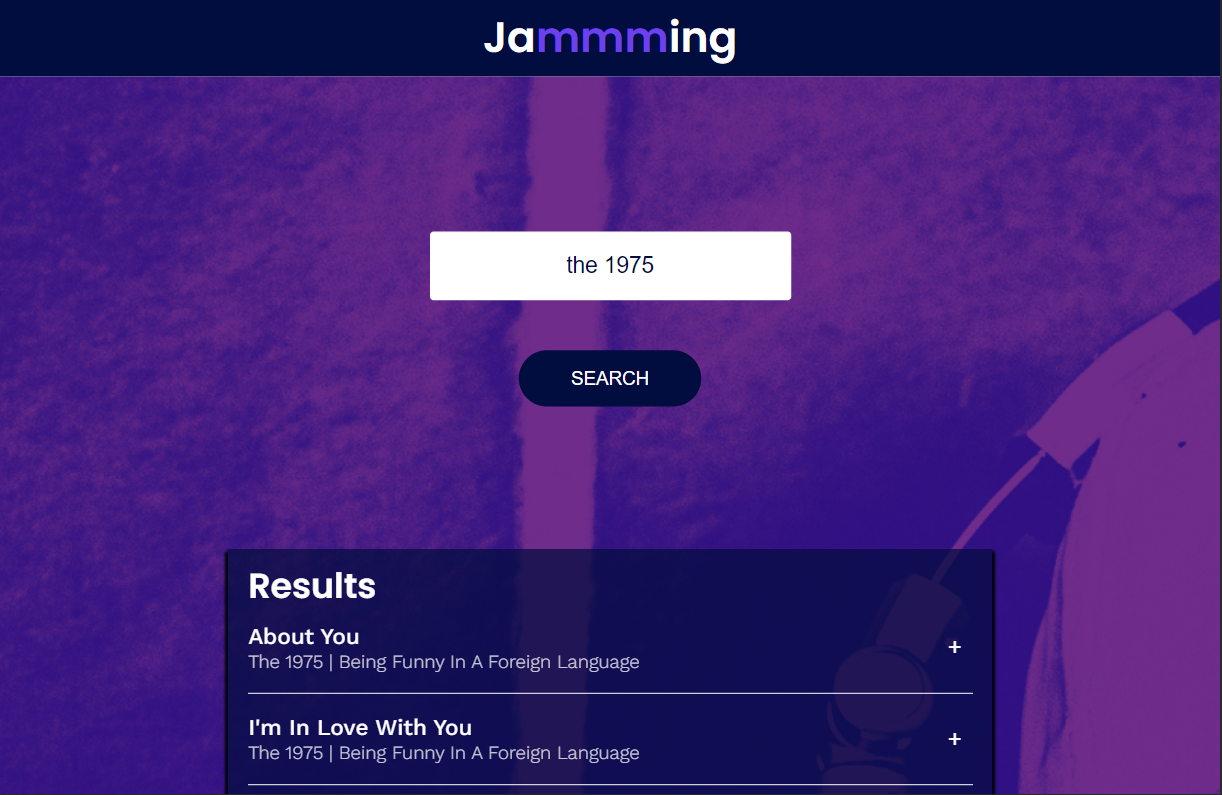 Jammming
the 1975
SEARCH
Results
About You
The 1975 | Being Funny In A Foreign Language
+
I'm In Love With You
The 1975 | Being Funny In A Foreign Language
+